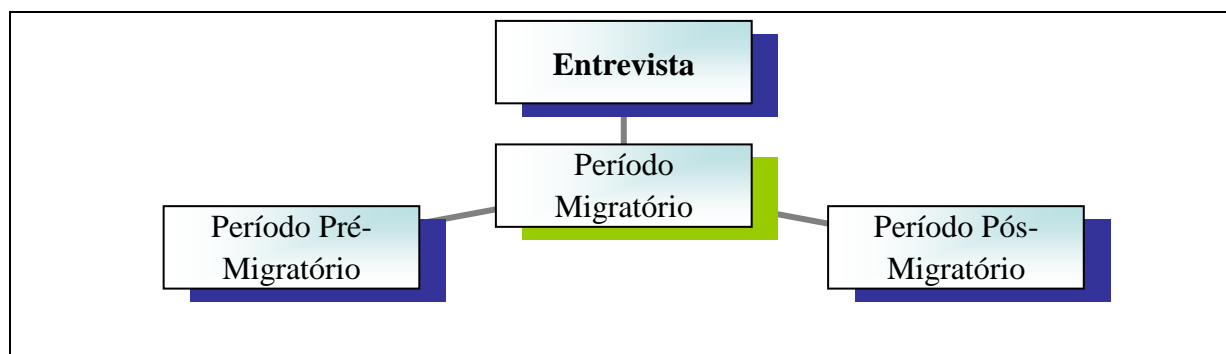 Entrevista
Período
Migratório
Período Pré-
Migratório
Período Pós-
Migratório